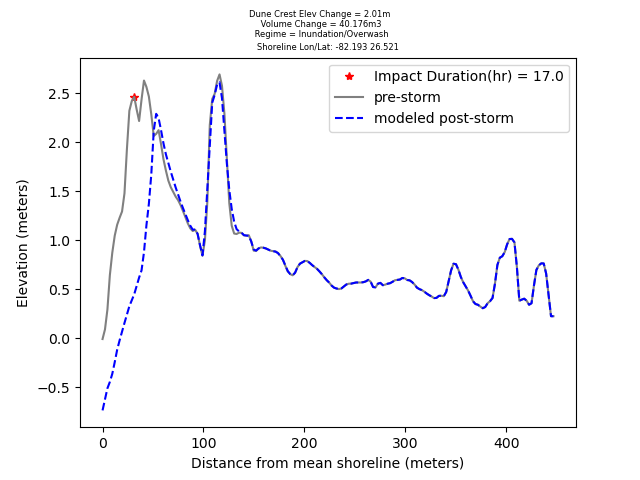 Dune Crest Elev Change = 2.01m
Volume Change = 40.176m3
Regime = Inundation/Overwash
Shoreline Lon/Lat: -82.193 26.521
Impact Duration(hr) = 17.0
pre-storm
modeled post-storm
Elevation (meters)
2.5
2.0
1.5
1.0
0.5
0.0
−0.5
0 100 200 300 400
Distance from mean shoreline (meters)